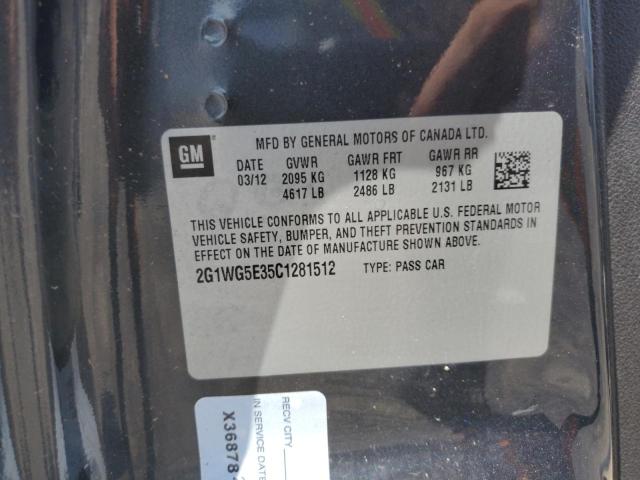 GM
MFD BY GENERAL MOTORS OF CANADA LTD.
DATE GVWR GAWR FRT GAWR RR
03/12 2095 KG 1128 KG 967 KG
4617 LB 2486 LB 2131 LB
THIS VEHICLE CONFORMS TO ALL APPLICABLE U.S. FEDERAL MOTOR
VEHICLE SAFETY, BUMPER, AND THEFT PREVENTION STANDARDS IN
EFFECT ON THE DATE OF MANUFACTURE SHOWN ABOVE.
2G1WG5E35C1281512 TYPE: PASS CAR
RECV CITY
IN SERVICE DATE